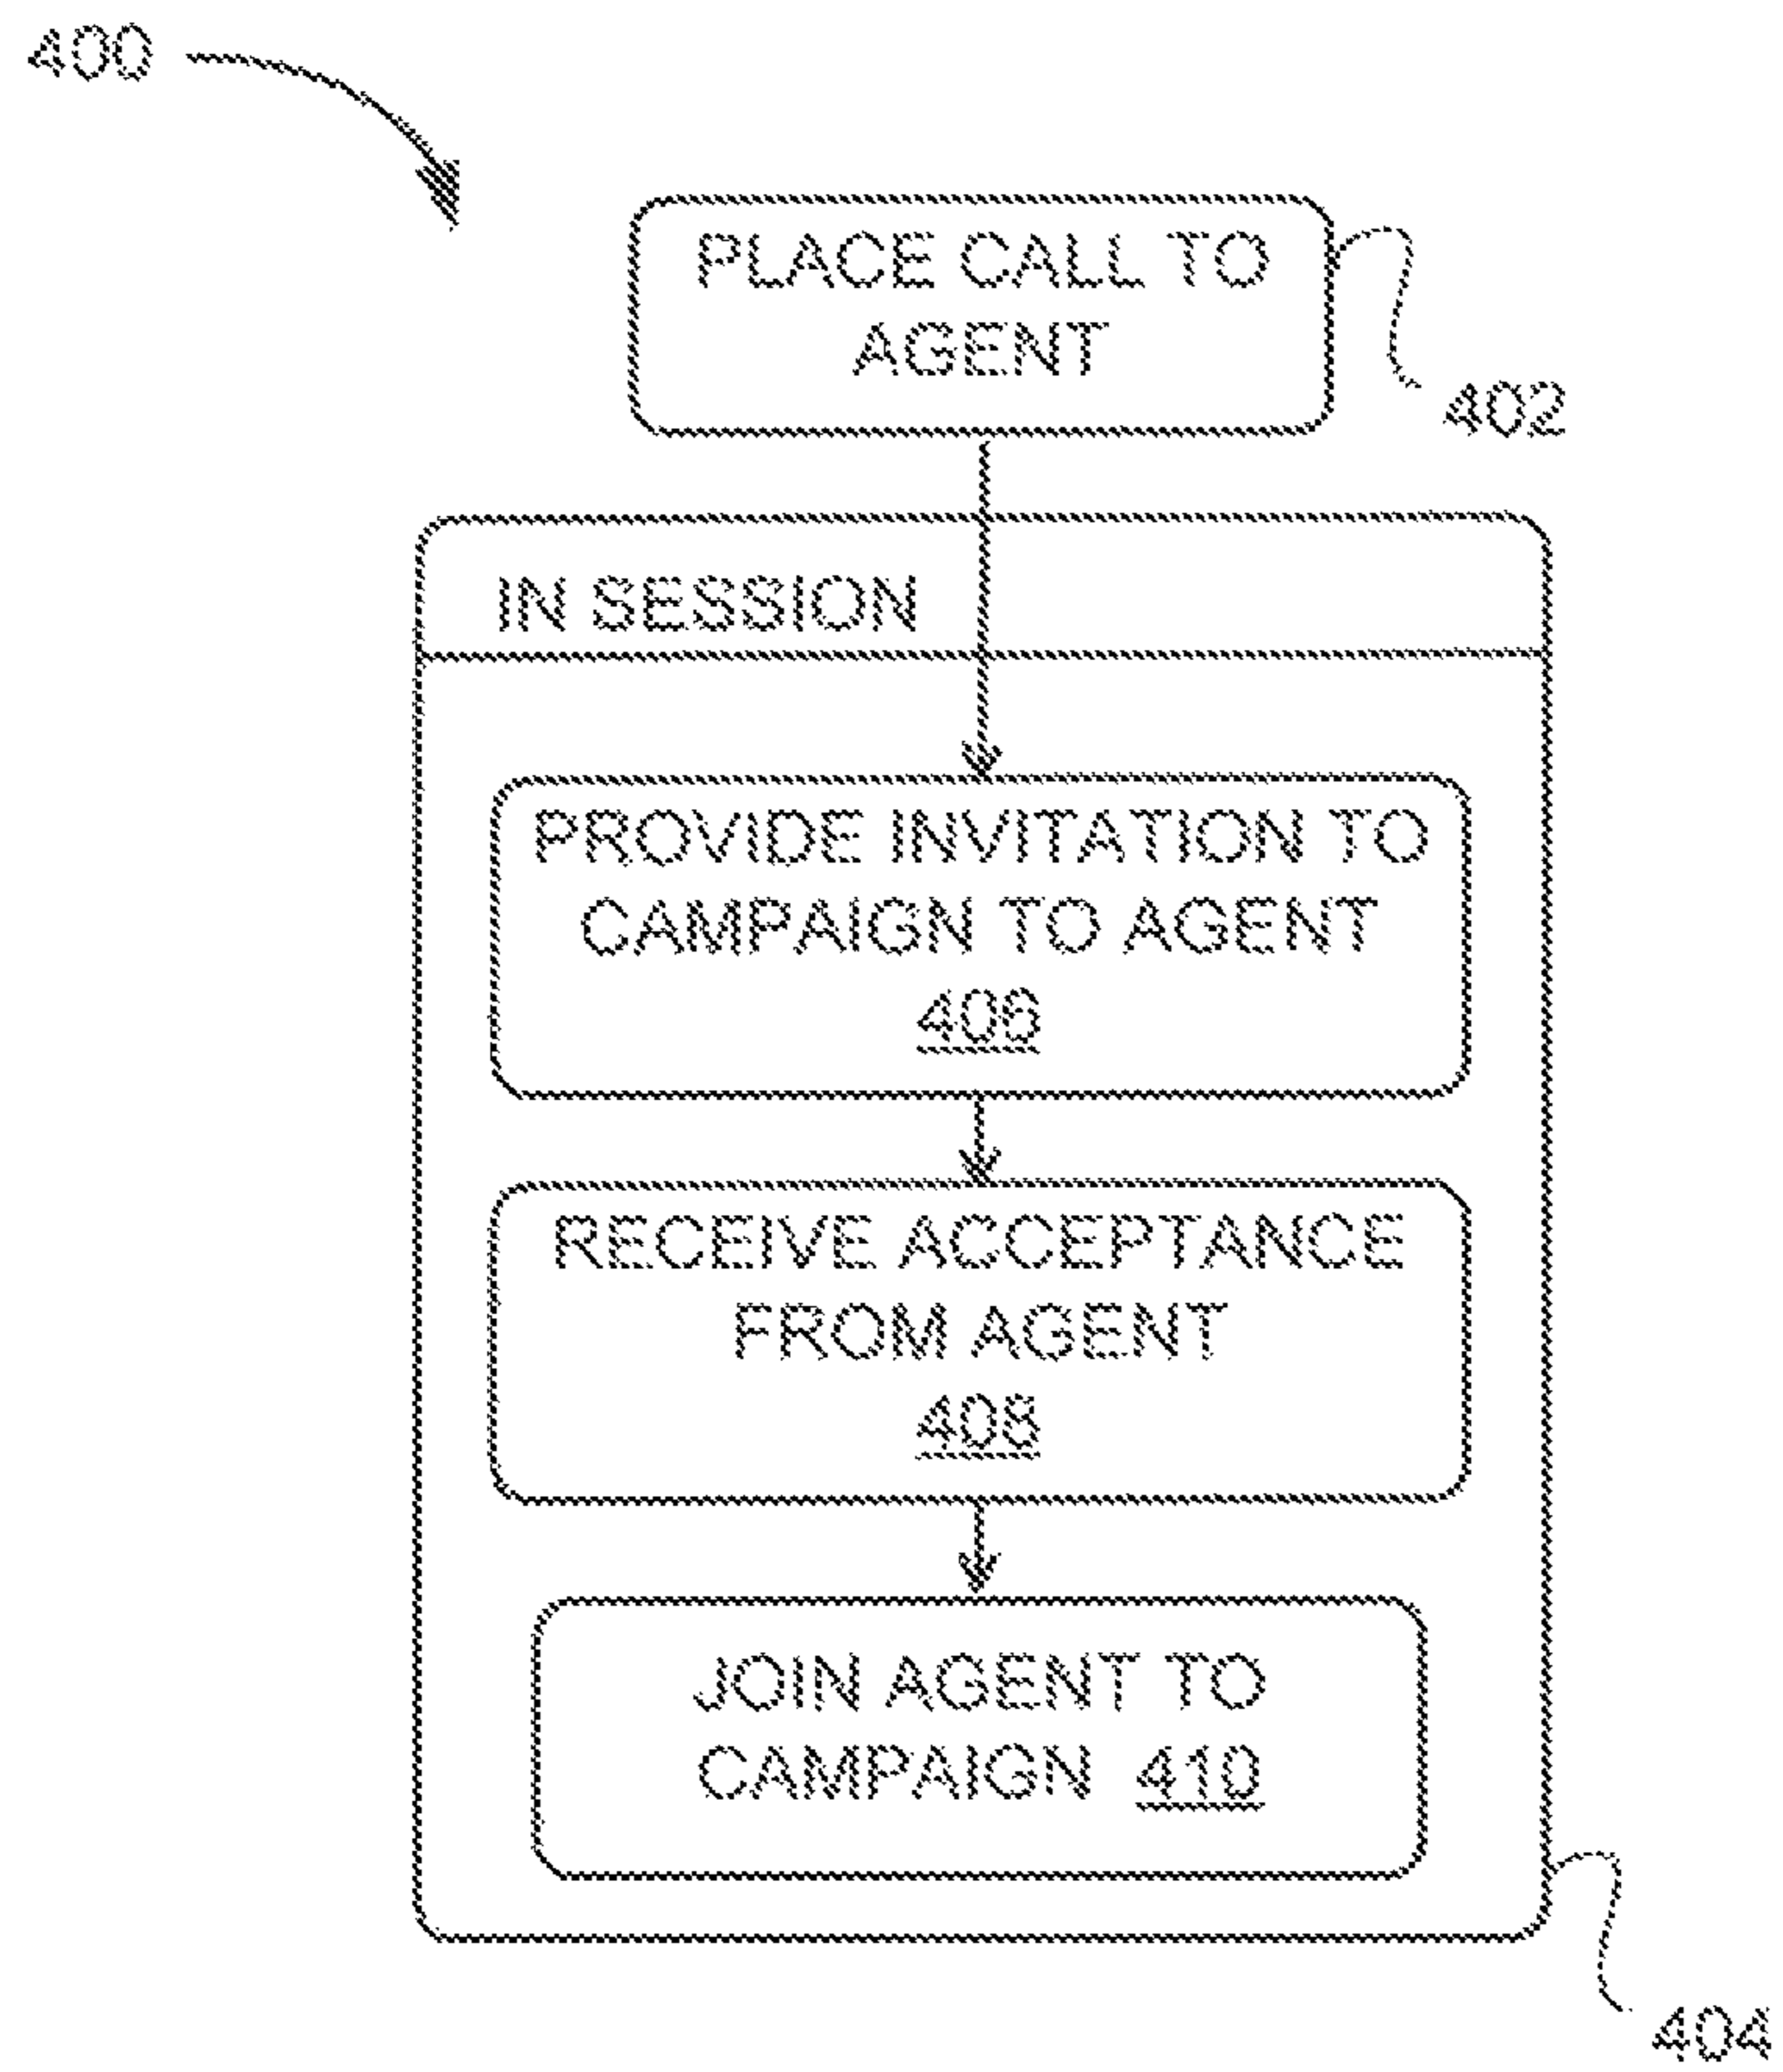 400
PLACE CALL TO
AGENT
402
IN SESSION
PROVIDE INVITATION TO
CAMPAIGN TO AGENT
406
RECEIVE ACCEPTANCE
FROM AGENT
408
JOIN AGENT TO
CAMPAIGN 410
404